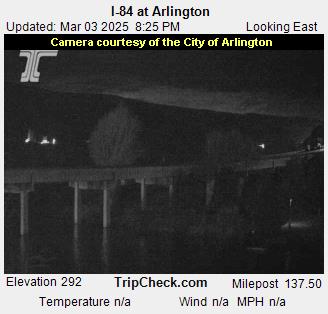 I-84 at Arlington
Updated: Mar 03 2025 8:25 PM Looking East
Camera courtesy of the City of Arlington
Elevation 292 TripCheck.com Milepost 137.50
Temperature n/a Wind n/a MPH n/a